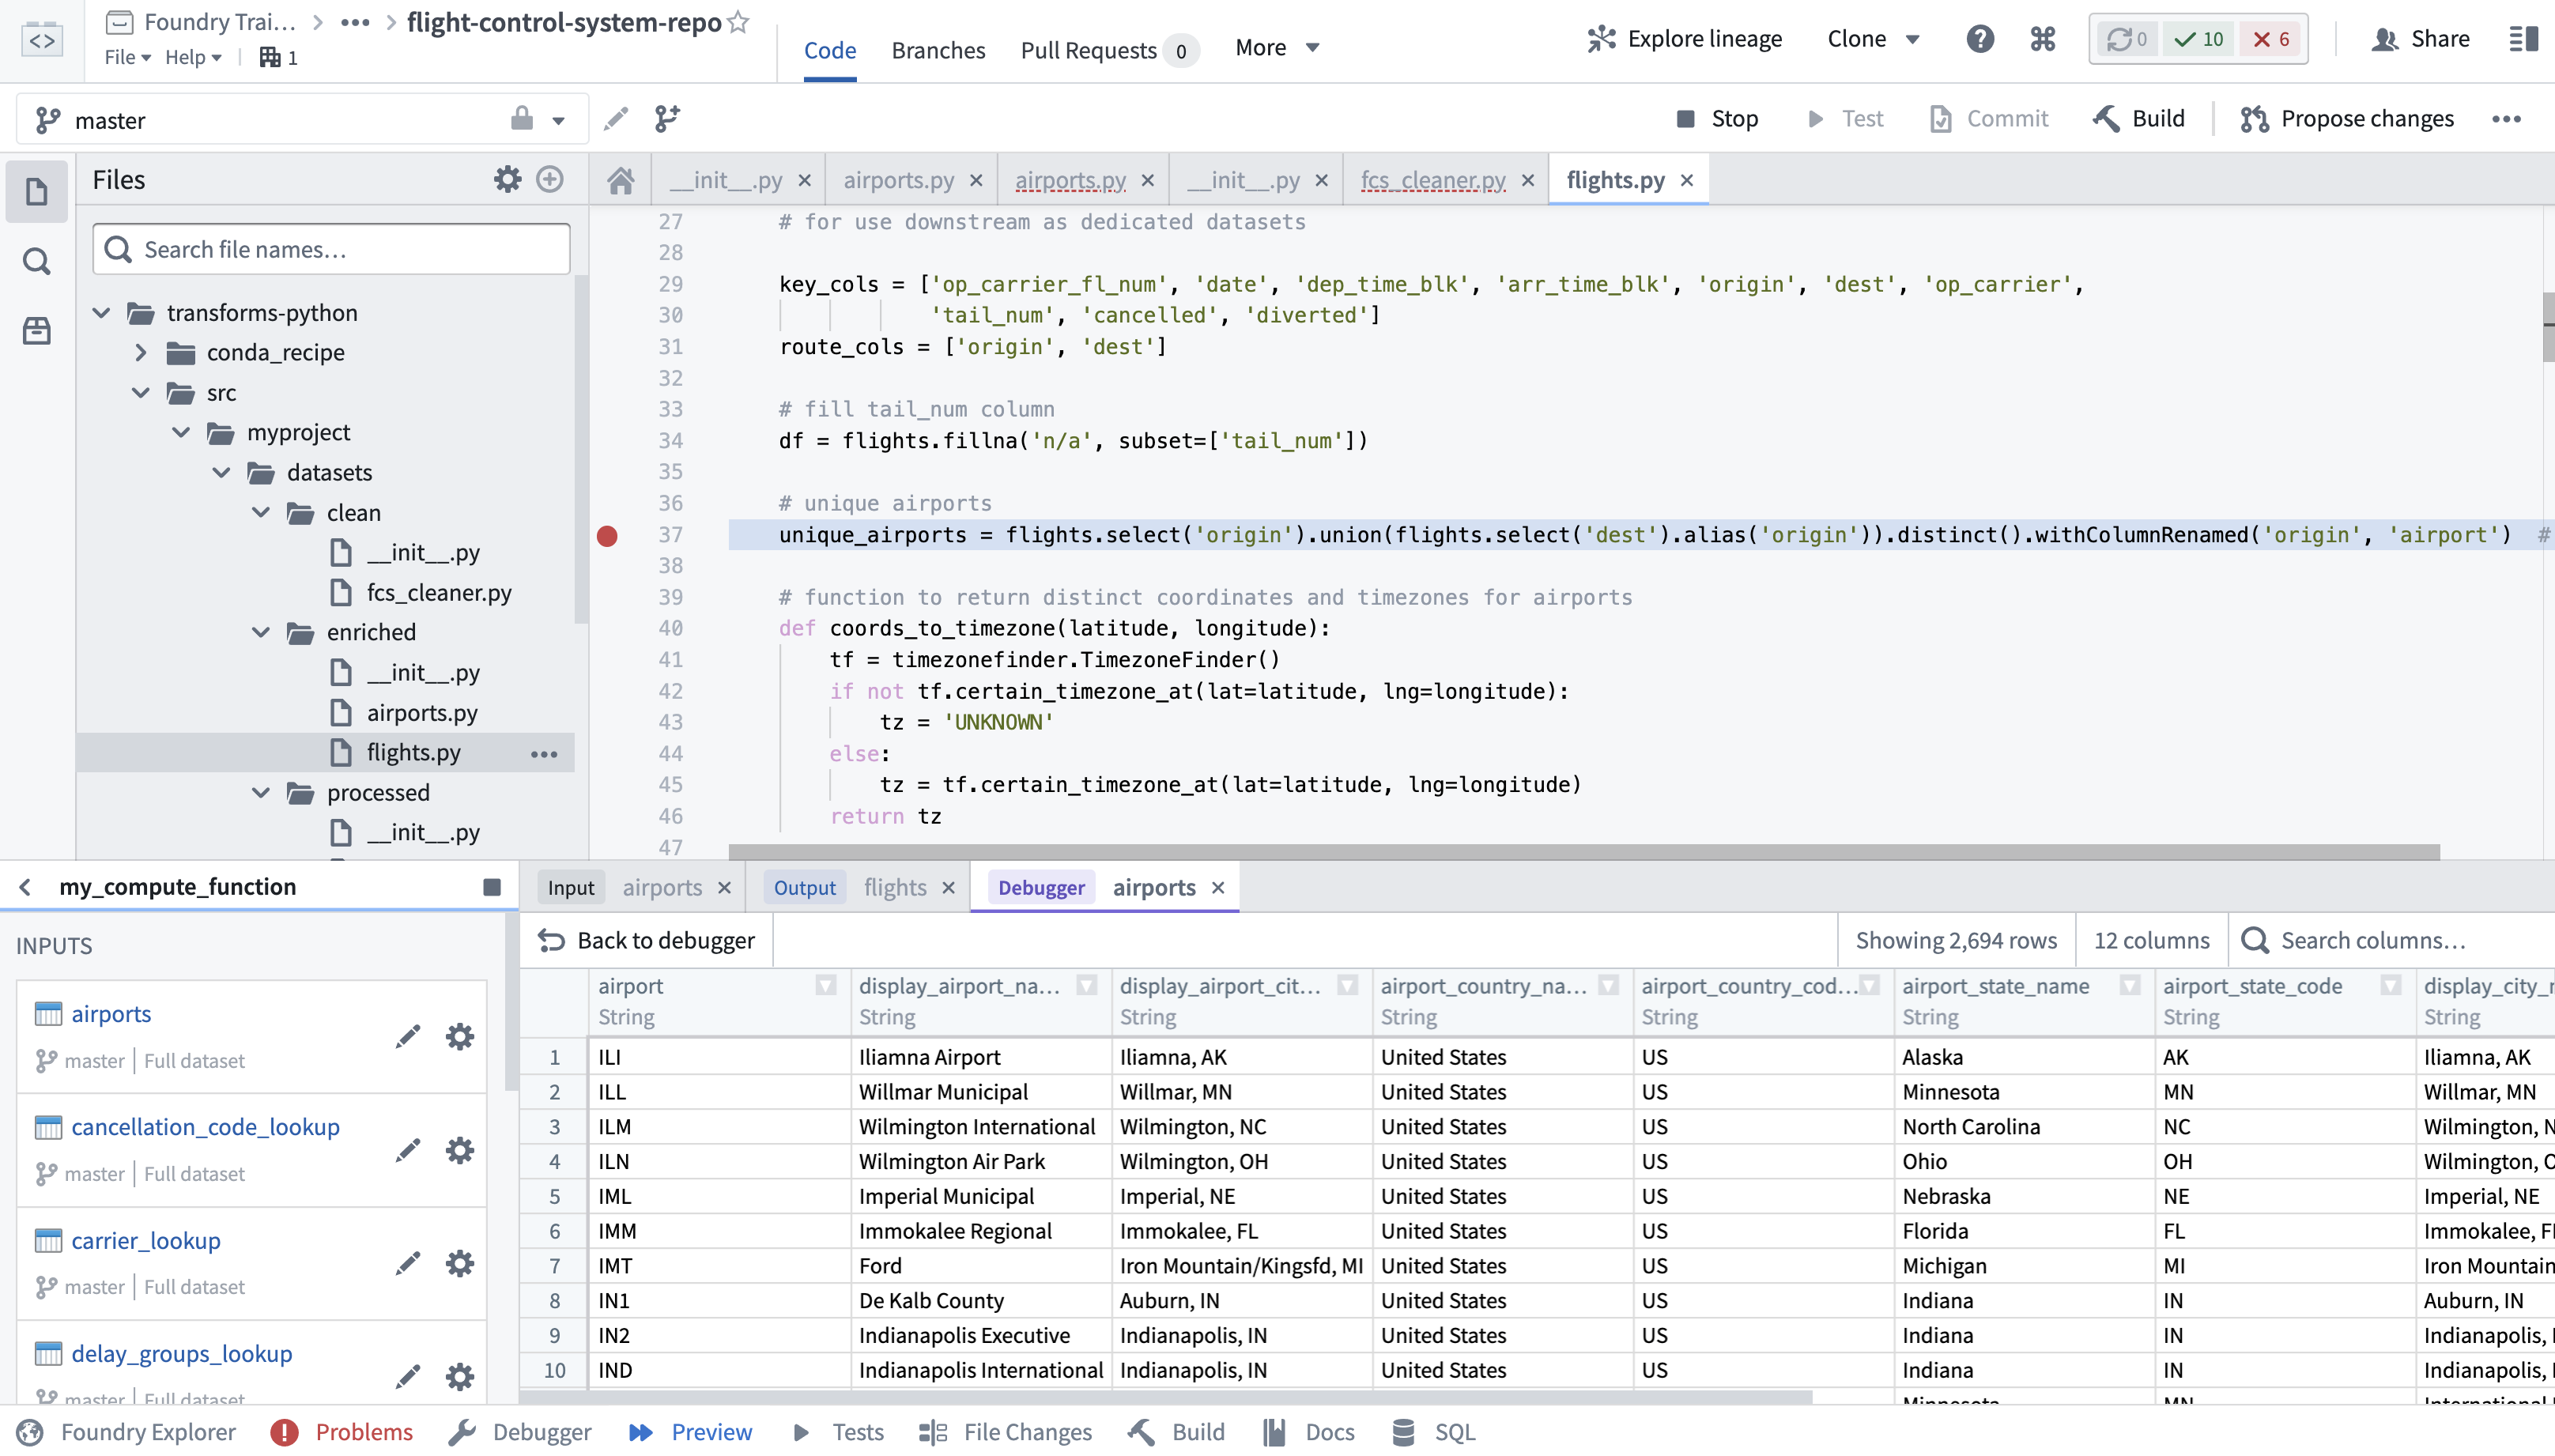 Foundry Trai… > ••• > flight-control-system-repo
File Help 1
Code Branches Pull Requests 0 More
Explore lineage Clone 0 10 6 Share
master
Stop Test Commit Build Propose changes
Files
Search file names…
transforms-python
conda_recipe
src
myproject
datasets
clean
__init__.py
fcs_cleaner.py
enriched
__init__.py
airports.py
flights.py
processed
__init__.py
__init__.py airports.py airports.py __init__.py fcs_cleaner.py flights.py
27 # for use downstream as dedicated datasets
28
29 key_cols = ['op_carrier_fl_num', 'date', 'dep_time_blk', 'arr_time_blk', 'origin', 'dest', 'op_carrier',
30 'tail_num', 'cancelled', 'diverted']
31 route_cols = ['origin', 'dest']
32
33 # fill tail_num column
34 df = flights.fillna('n/a', subset=['tail_num'])
35
36 # unique airports
37 unique_airports = flights.select('origin').union(flights.select('dest').alias('origin')).distinct().withColumnRenamed('origin', 'airport') #
38
39 # function to return distinct coordinates and timezones for airports
40 def coords_to_timezone(latitude, longitude):
41 tf = timezonefinder.TimezoneFinder()
42 if not tf.certain_timezone_at(lat=latitude, lng=longitude):
43 tz = 'UNKNOWN'
44 else:
45 tz = tf.certain_timezone_at(lat=latitude, lng=longitude)
46 return tz
47
my_compute_function
INPUTS
airports
master | Full dataset
cancellation_code_lookup
master | Full dataset
carrier_lookup
master | Full dataset
delay_groups_lookup
master | Full dataset
Input airports Output flights Debugger airports
Back to debugger Showing 2,694 rows 12 columns Search columns…
airport display_airport_na… display_airport_cit… airport_country_na… airport_country_cod… airport_state_name airport_state_code display_city_
String String String String String String String String
1 ILI Iliamna Airport Iliamna, AK United States US Alaska AK Iliamna, AK
2 ILL Willmar Municipal Willmar, MN United States US Minnesota MN Willmar, MN
3 ILM Wilmington International Wilmington, NC United States US North Carolina NC Wilmington, N
4 ILN Wilmington Air Park Wilmington, OH United States US Ohio OH Wilmington, O
5 IML Imperial Municipal Imperial, NE United States US Nebraska NE Imperial, NE
6 IMM Immokalee Regional Immokalee, FL United States US Florida FL Immokalee, F
7 IMT Ford Iron Mountain/Kingsfd, MI United States US Michigan MI Iron Mountain
8 IN1 De Kalb County Auburn, IN United States US Indiana IN Auburn, IN
9 IN2 Indianapolis Executive Indianapolis, IN United States US Indiana IN Indianapolis,
10 IND Indianapolis International Indianapolis, IN United States US Indiana IN Indianapolis,
Minnesota MN International
Foundry Explorer Problems Debugger Preview Tests File Changes Build Docs SQL